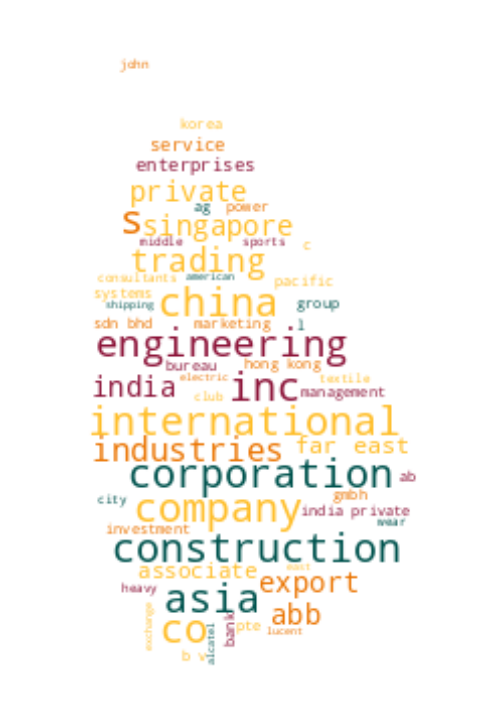 john
korea
service
enterprises
private
ag power
s singapore
middle sports c
trading
consultants american pacific
systems china group
shipping
sdn bhd marketing l
engineering
bureau hong kong
india electric inc textile
club management
international
industries far east
corporation ab
city company gmbh
india private
investment wear
construction
associate east
heavy asia export
exchange co alcatel bank pte abb
lucent
b v